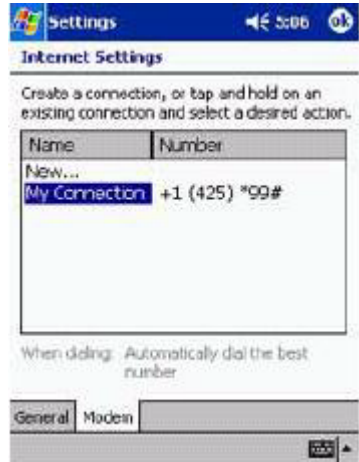 Settings 5:06 ok
Internet Settings
Create a connection, or tap and hold on an
existing connection and select a desired action.
Name Number
New...
My Connection +1 (425) *99#
When dialing: Automatically dial the best
number
General Modem